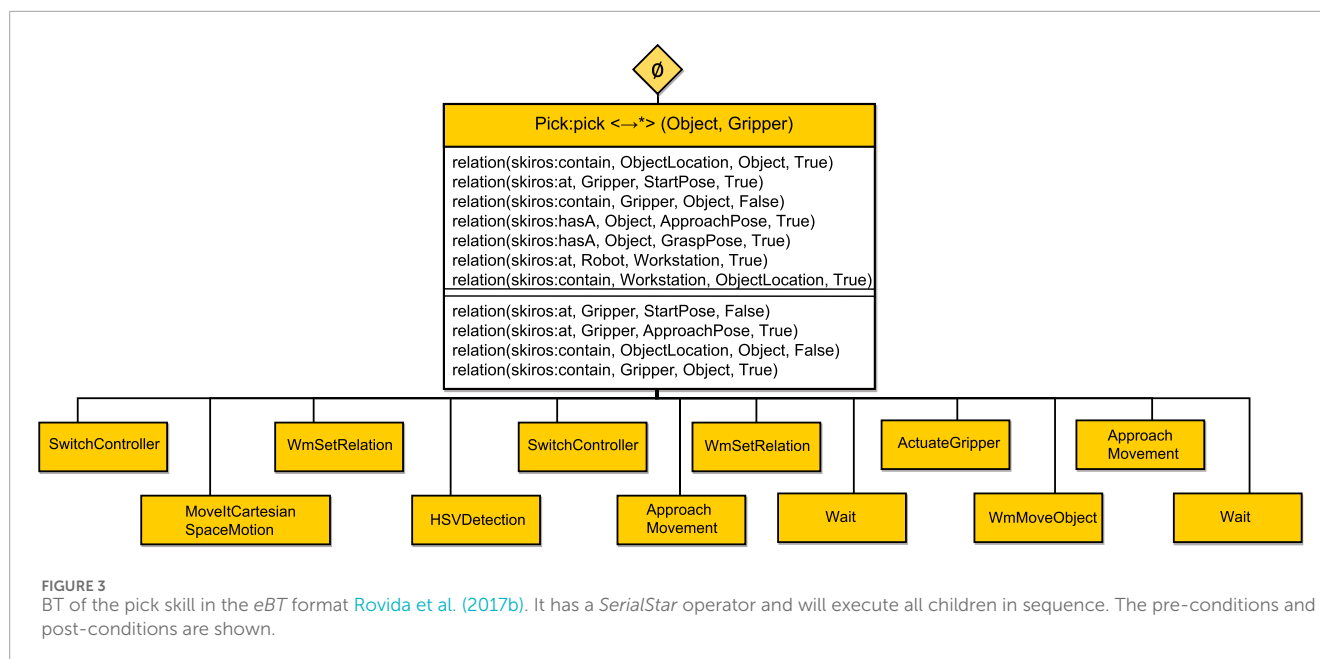 Ø
Pick:pick <→*> (Object, Gripper)
relation(skiros:contain, ObjectLocation, Object, True)
relation(skiros:at, Gripper, StartPose, True)
relation(skiros:contain, Gripper, Object, False)
relation(skiros:hasA, Object, ApproachPose, True)
relation(skiros:hasA, Object, GraspPose, True)
relation(skiros:at, Robot, Workstation, True)
relation(skiros:contain, Workstation, ObjectLocation, True)
relation(skiros:at, Gripper, StartPose, False)
relation(skiros:at, Gripper, ApproachPose, True)
relation(skiros:contain, ObjectLocation, Object, False)
relation(skiros:contain, Gripper, Object, True)
SwitchController
MoveItCartesian
SpaceMotion
WmSetRelation
HSVDetection
SwitchController
Approach
Movement
WmSetRelation
Wait
ActuateGripper
WmMoveObject
Approach
Movement
Wait
FIGURE 3
BT of the pick skill in the eBT format Rovida et al. (2017b). It has a SerialStar operator and will execute all children in sequence. The pre-conditions and
post-conditions are shown.